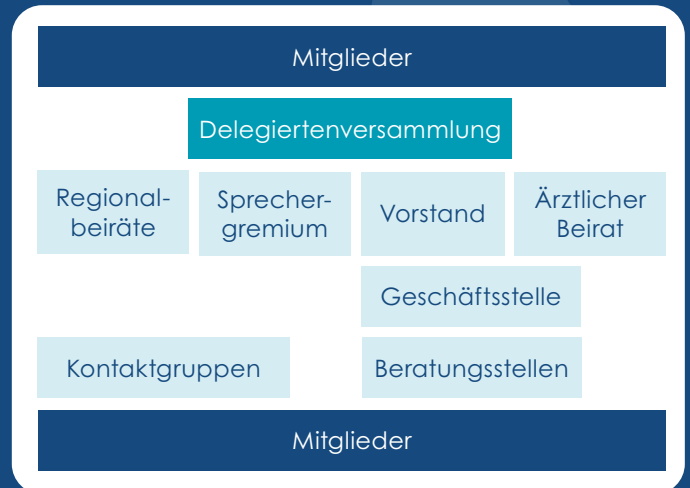 Mitglieder
Delegiertenversammlung
Regional-
beiräte
Sprecher-
gremium
Vorstand
Ärztlicher
Beirat
Geschäftsstelle
Kontaktgruppen
Beratungsstellen
Mitglieder